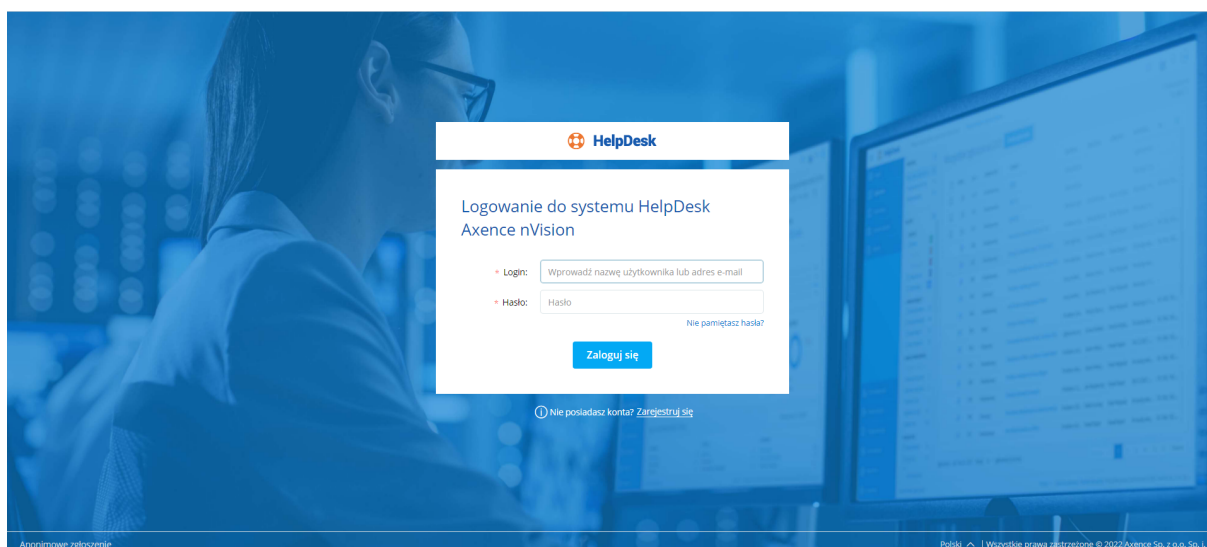 HelpDesk
Logowanie do systemu HelpDesk
Axence nVision
* Login:
Wprowadź nazwę użytkownika lub adres e-mail
* Hasło:
Hasło
Nie pamiętasz hasła?
Zaloguj się
Nie posiadasz konta? Zarejestruj się
Anonimowe zgłoszenie
Polski | Wszystkie prawa zastrzeżone © 2022 Axence Sp. z o.o. Sp. j.